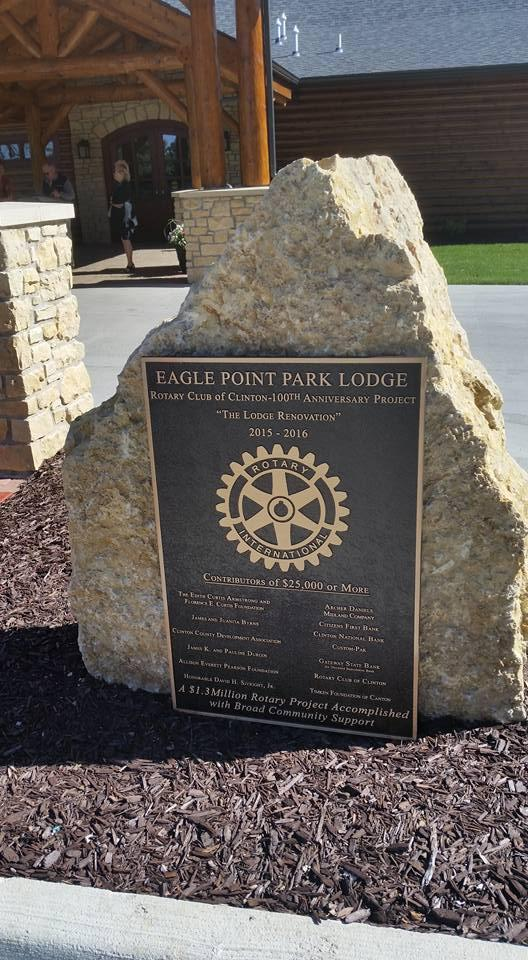 EAGLE POINT PARK LODGE
ROTARY CLUB OF CLINTON-100TH ANNIVERSARY PROJECT
"THE LODGE RENOVATION"
2015 - 2016
ROTARY
INTERNATIONAL
CONTRIBUTORS OF $25,000 OR MORE
THE EDITH CURTIS ARMSTRONG AND
FLORENCE E. CURTIS FOUNDATION
JAMES AND JUANITA BYRNS
CLINTON COUNTY DEVELOPMENT ASSOCIATION
JAMES K. AND PAULINE DURGIN
ALLISON EVERETT PEARSON FOUNDATION
HONORABLE DAVID H. SIVRIGHT, JR.
ARCHER DANIELS
MIDLAND COMPANY
CITIZENS FIRST BANK
CLINTON NATIONAL BANK
CUSTOM-PAK
GATEWAY STATE BANK
ROTARY CLUB OF CLINTON
TIMKEN FOUNDATION OF CANTON
A $1.3Million Rotary Project Accomplished
with Broad Community Support